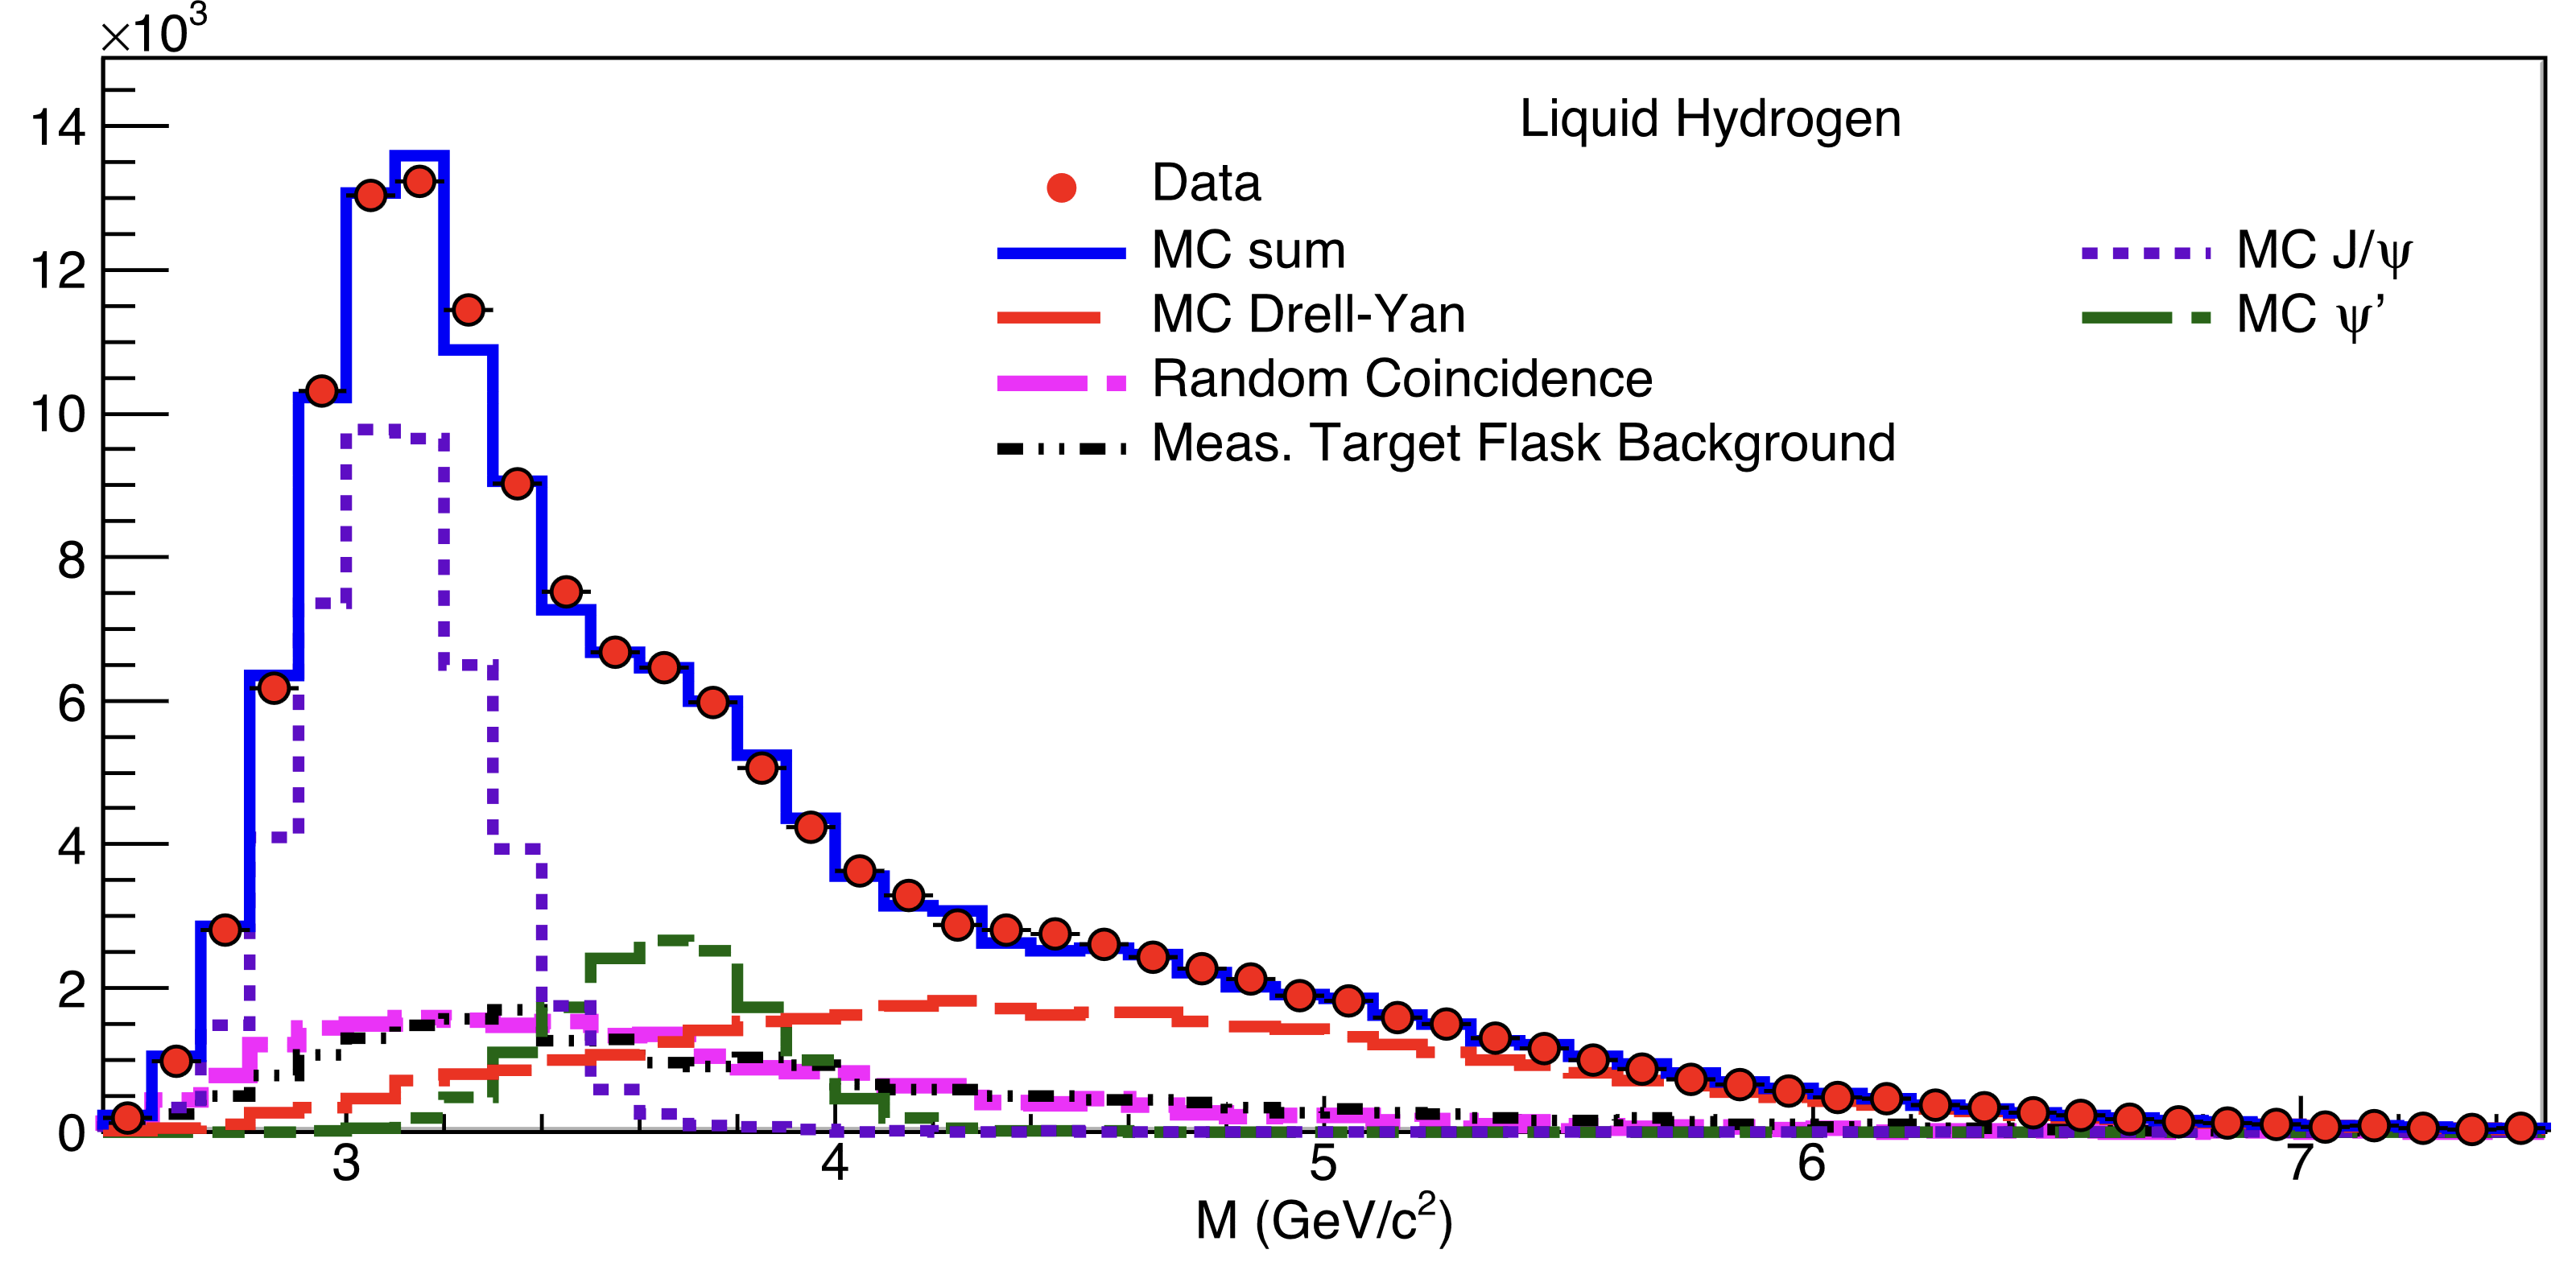 ×10³
Liquid Hydrogen
Data
MC sum
MC Drell-Yan
Random Coincidence
Meas. Target Flask Background
MC J/ψ
MC ψ’
14
12
10
8
6
4
2
0
3 4 5 6 7
M (GeV/c²)